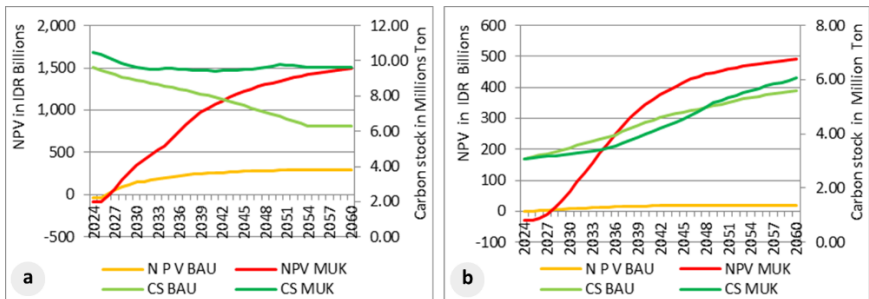 NPV in IDR Billions
2,000
1,500
1,000
500
0
-500
12.00
10.00
8.00
6.00
4.00
2.00
0.00
Carbon stock in Millions Ton
2024 2027 2030 2033 2036 2039 2042 2045 2048 2051 2054 2057 2060
N P V BAU NPV MUK
CS BAU CS MUK
a
NPV in IDR Billions
600
500
400
300
200
100
0
-100
8.00
6.00
4.00
2.00
0.00
Carbon stock in Million Ton
2024 2027 2030 2033 2036 2039 2042 2045 2048 2051 2054 2057 2060
N P V BAU NPV MUK
CS BAU CS MUK
b